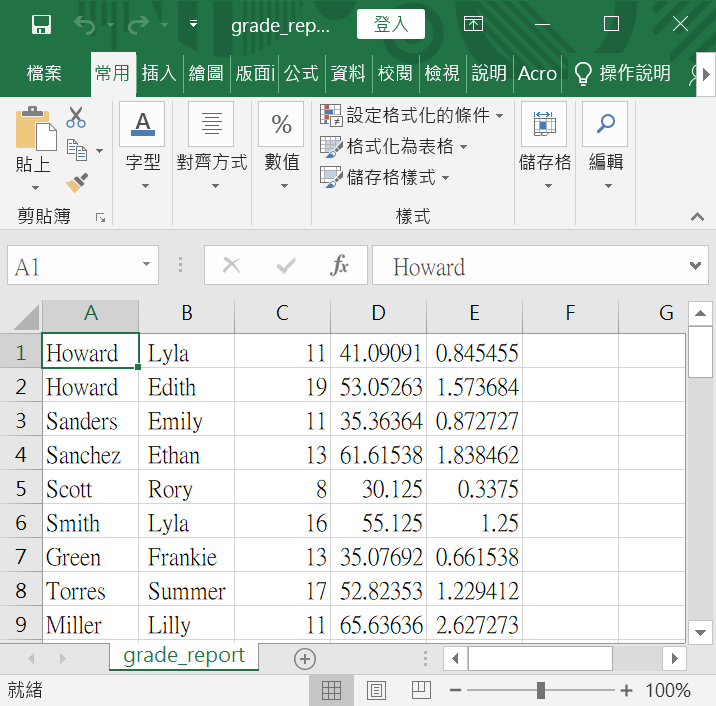 grade_rep... 登入
檔案 常用 插入 繪圖 版面i 公式 資料 校閱 檢視 說明 Acro 操作說明
貼上 字型 對齊方式 % 數值 設定格式化的條件 格式化為表格 儲存格樣式 儲存格 編輯
剪貼簿 樣式
A1 fx Howard
A B C D E F G
1 Howard Lyla 11 41.09091 0.845455
2 Howard Edith 19 53.05263 1.573684
3 Sanders Emily 11 35.36364 0.872727
4 Sanchez Ethan 13 61.61538 1.838462
5 Scott Rory 8 30.125 0.3375
6 Smith Lyla 16 55.125 1.25
7 Green Frankie 13 35.07692 0.661538
8 Torres Summer 17 52.82353 1.229412
9 Miller Lilly 11 65.63636 2.627273
grade_report
就緒 100%